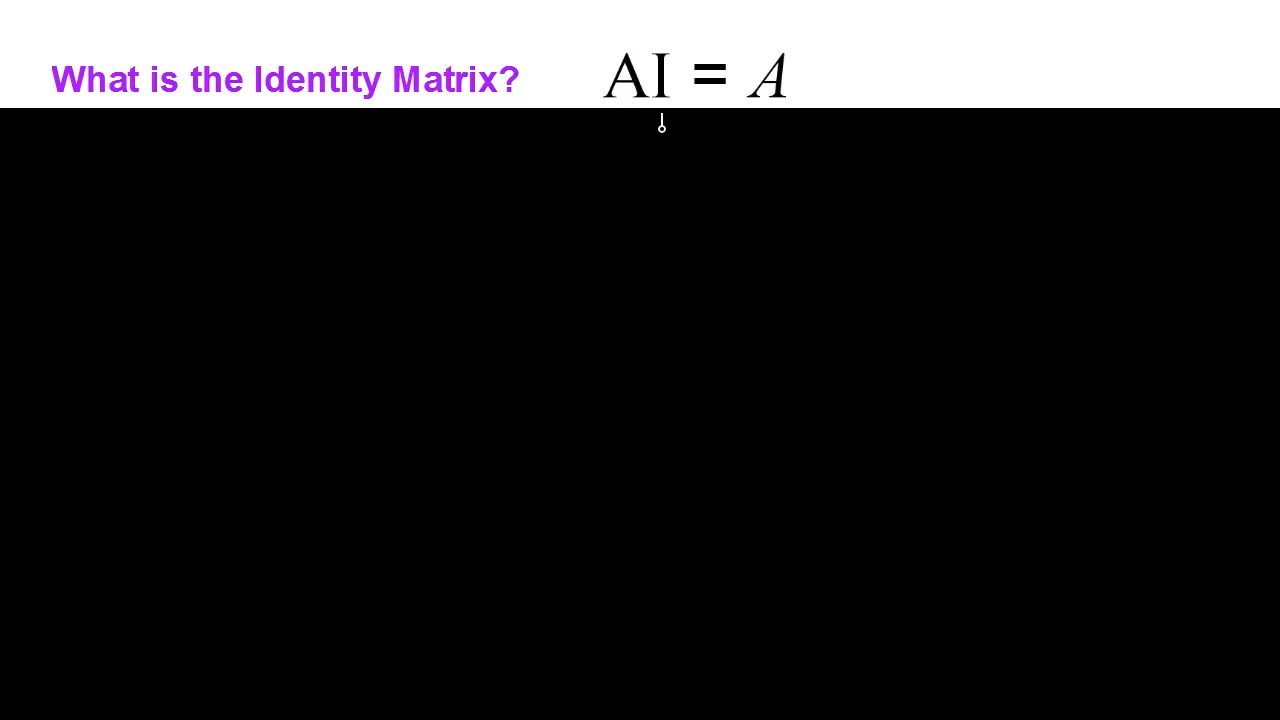 What is the Identity Matrix? AI = A